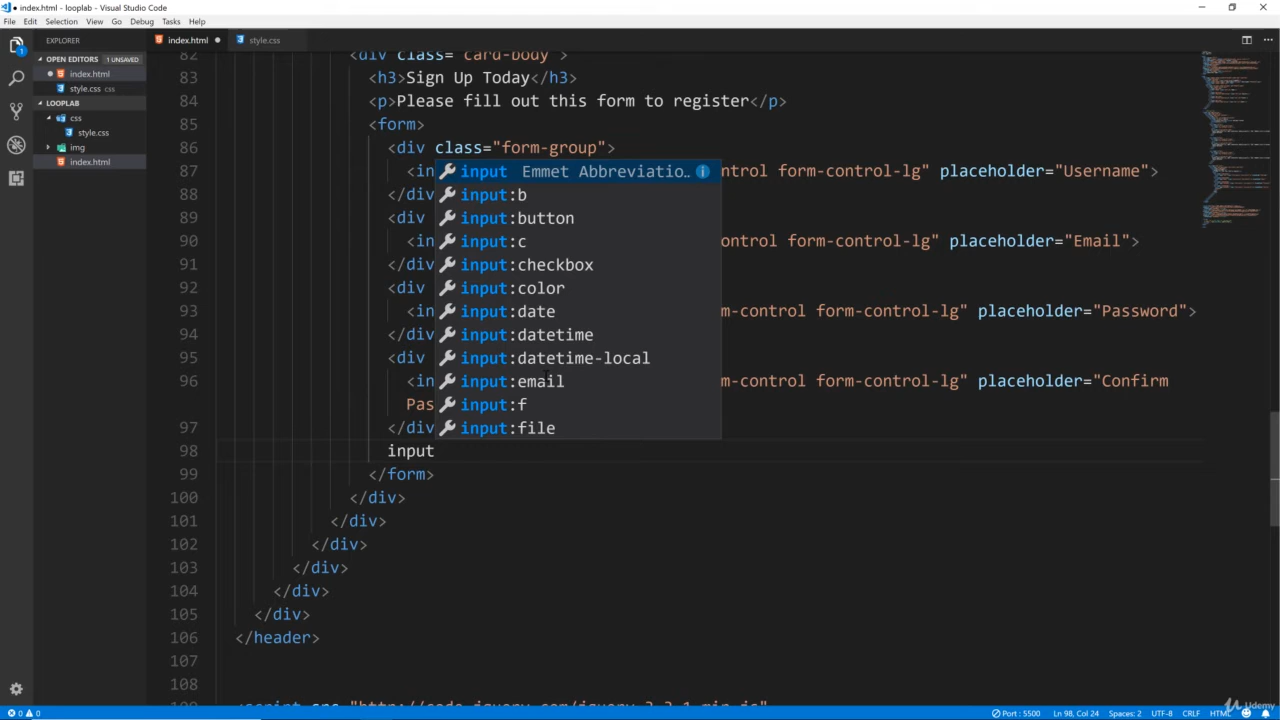 ● index.html - looplab - Visual Studio Code
File Edit Selection View Go Debug Tasks Help
EXPLORER
OPEN EDITORS 1 UNSAVED
● index.html
style.css css
LOOPLAB
css
style.css
img
index.html
index.html ●
style.css
82 <div class="card-body">
83 <h3>Sign Up Today</h3>
84 <p>Please fill out this form to register</p>
85 <form>
86 <div class="form-group">
87 <in ntrol form-control-lg" placeholder="Username">
88 </div
89 <div
90 <in -control form-control-lg" placeholder="Email">
91 </div
92 <div
93 <in m-control form-control-lg" placeholder="Password">
94 </div
95 <div
96 <in m-control form-control-lg" placeholder="Confirm
Pas
97 </div
98 input
99 </form>
100 </div>
101 </div>
102 </div>
103 </div>
104 </div>
105 </div>
106 </header>
107
108
input Emmet Abbreviatio..
input:b
input:button
input:c
input:checkbox
input:color
input:date
input:datetime
input:datetime-local
input:email
input:f
input:file
0 0
Port : 5500
Ln 98, Col 24
Spaces: 2
UTF-8
CRLF
HTML
Udemy